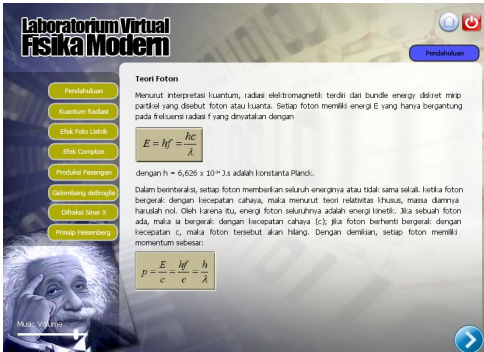 Laboratorium Virtual
Fisika Modern
Pendahuluan
Pendahuluan
Kuantum Radiasi
Efek Foto Listrik
Efek Compton
Produksi Pasangan
Gelombang deBroglie
Difraksi Sinar X
Prinsip Heisenberg
Music Volume
Teori Foton
Menurut interpretasi kuantum, radiasi elektromagnetik terdiri dari bundle energy diskret mirip
partikel yang disebut foton atau kuanta. Setiap foton memiliki energi E yang hanya bergantung
pada frekuensi radiasi f yang dinyatakan dengan
E = hf = hc/λ
dengan h = 6,626 x 10⁻³⁴ J.s adalah konstanta Planck.
Dalam berinteraksi, setiap foton memberikan seluruh energinya atau tidak sama sekali. ketika foton
bergerak dengan kecepatan cahaya, maka menurut teori relativitas khusus, massa diamnya
haruslah nol. Oleh karena itu, energi foton seluruhnya adalah energi kinetik. Jika sebuah foton
ada, maka ia bergerak dengan kecepatan cahaya (c); jika foton berhenti bergerak dengan
kecepatan c, maka foton tersebut akan hilang. Dengan demikian, setiap foton memiliki
momentum sebesar:
p = E/c = hf/c = h/λ